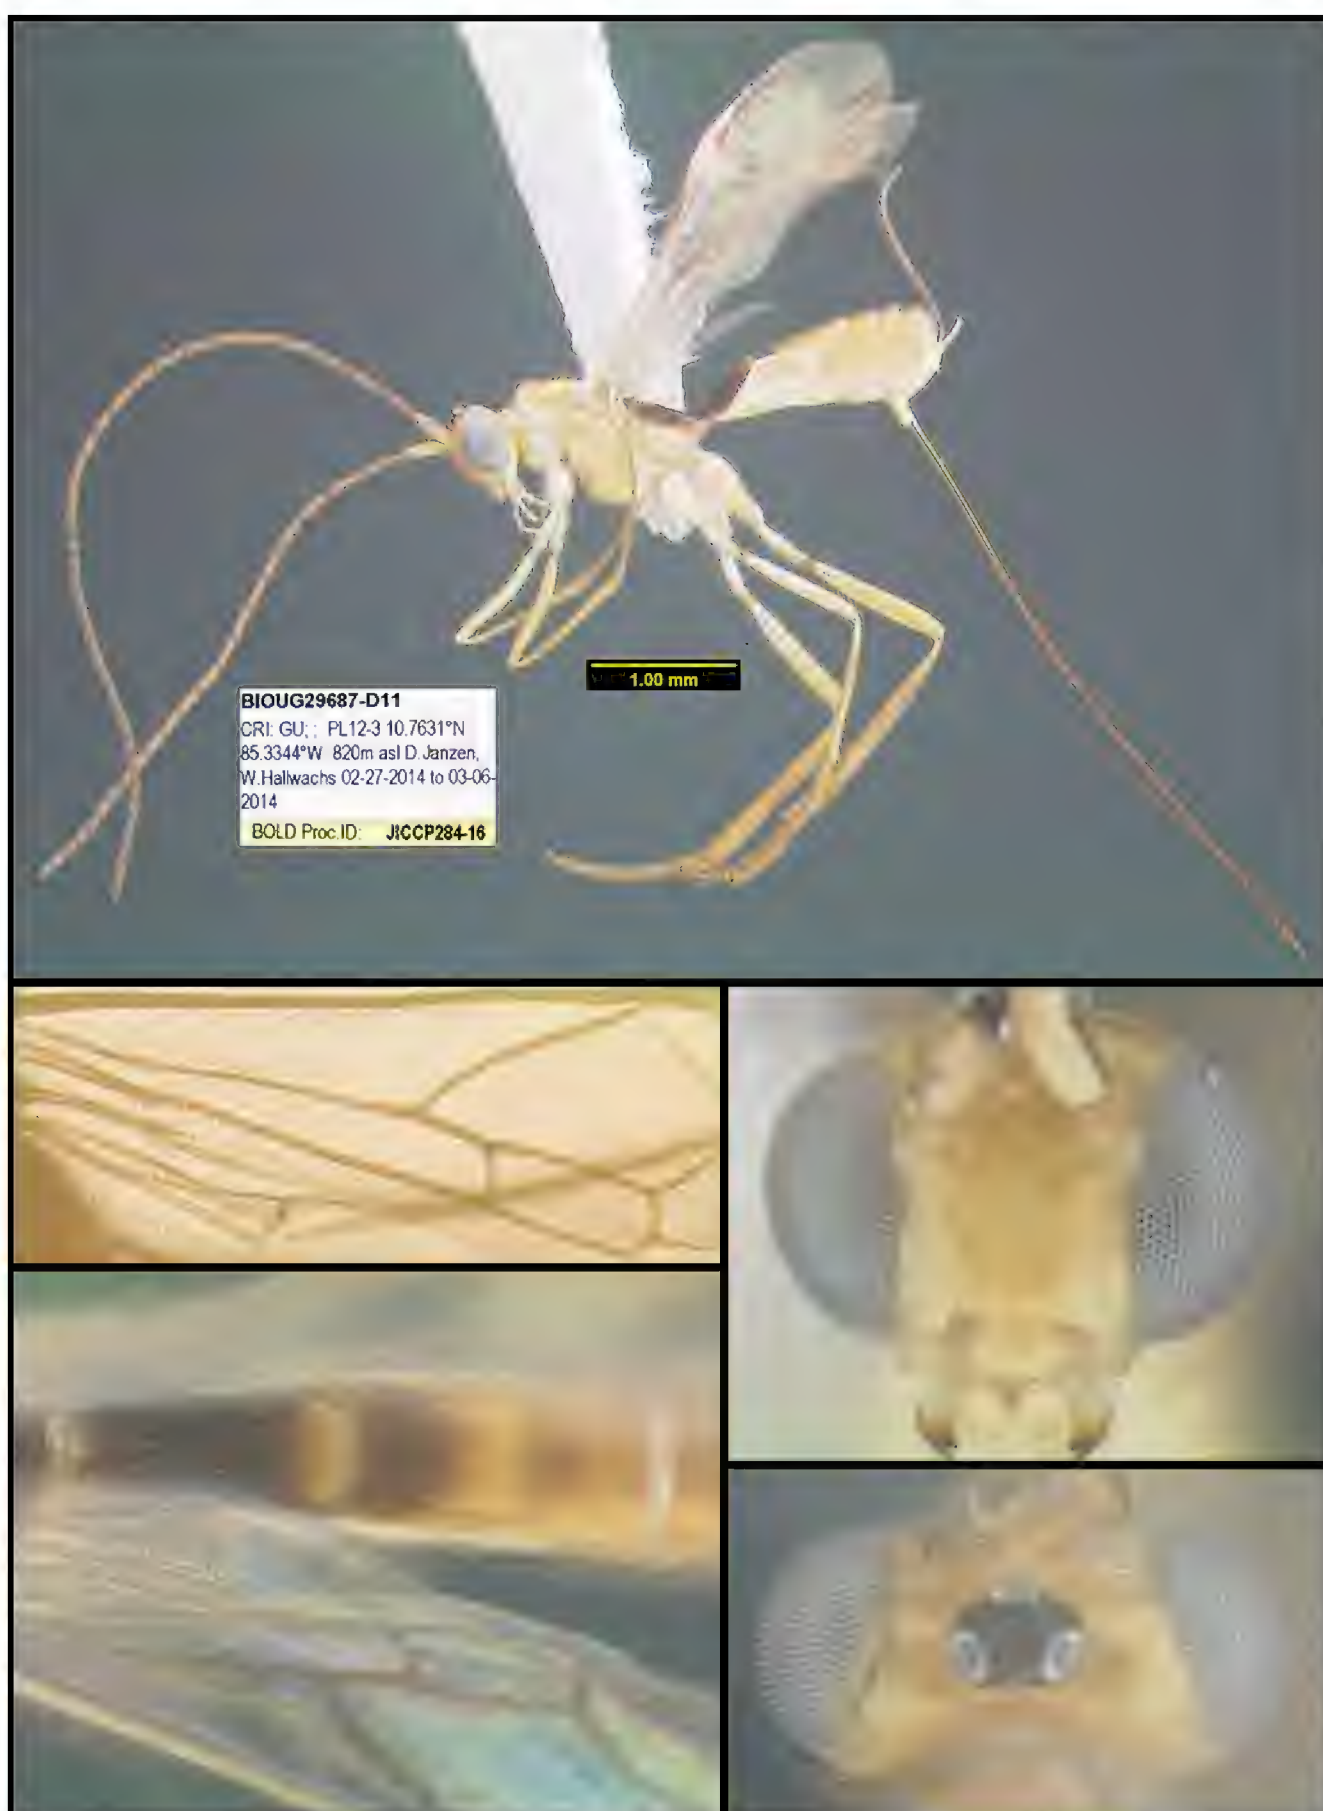 BIOUG29687-D11
CRI: GU; ; PL12-3 10.7631°N
85.3344°W 820m asl D.Janzen,
W.Hallwachs 02-27-2014 to 03-06-
2014
BOLD Proc.ID: JICCP284-16
1.00 mm